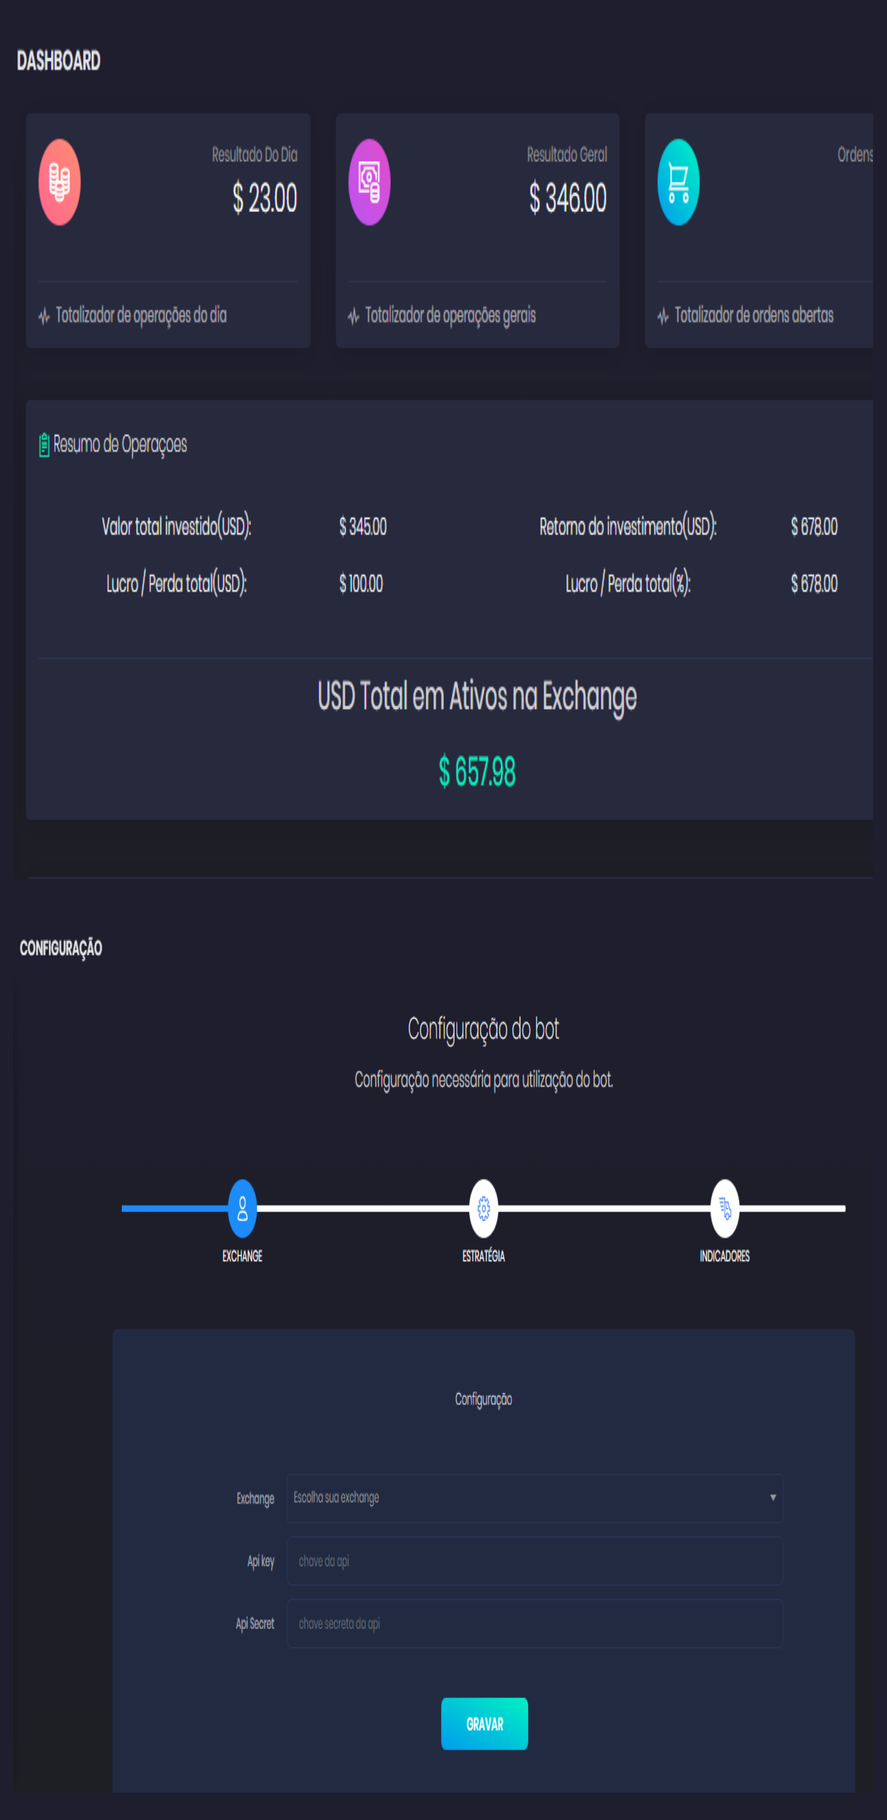 DASHBOARD
Resultado Do Dia
$ 23.00
Totalizador de operações do dia
Resultado Geral
$ 346.00
Totalizador de operações gerais
Ordens
Totalizador de ordens abertas
Resumo de Operaçoes
Valor total investido(USD): $ 345.00 Retorno do investimento(USD): $ 678.00
Lucro / Perda total(USD): $ 100.00 Lucro / Perda total(%): $ 678.00
USD Total em Ativos na Exchange
$ 657.98
CONFIGURAÇÃO
Configuração do bot
Configuração necessária para utilização do bot.
EXCHANGE ESTRATÉGIA INDICADORES
Configuração
Exchange Escolha sua exchange
Api key chave da api
Api Secret chave secreta da api
GRAVAR